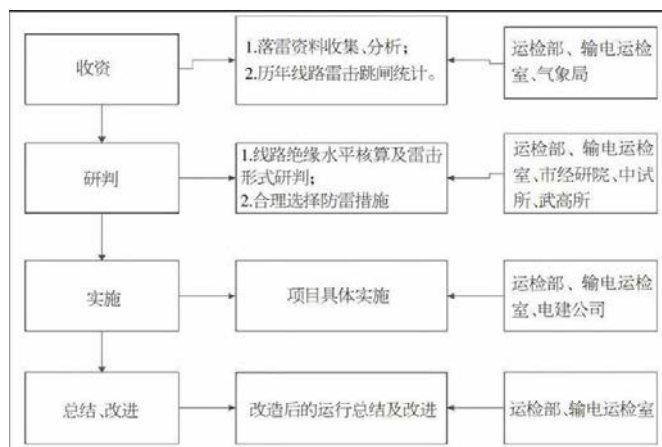 收资
1.落雷资料收集、分析；
2.历年线路雷击跳闸统计。
运检部、输电运检
室、气象局
研判
1.线路绝缘水平核算及雷击
形式研判；
2.合理选择防雷措施
运检部、输电运检
室、市经研院、中试
所、武高所
实施
项目具体实施
运检部、输电运检
室、电建公司
总结、改进
改造后的运行总结及改进
运检部、输电运检室